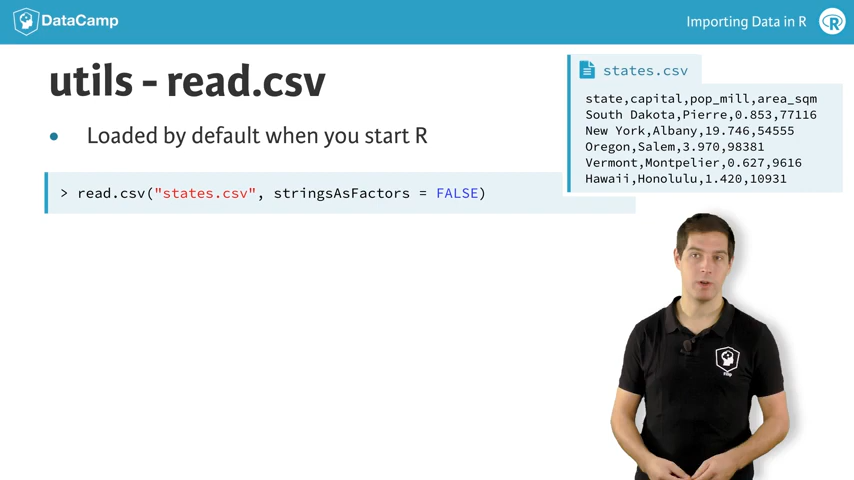 DataCamp
Importing Data in R
R
utils - read.csv
states.csv
state,capital,pop_mill,area_sqm
South Dakota,Pierre,0.853,77116
New York,Albany,19.746,54555
Oregon,Salem,3.970,98381
Vermont,Montpelier,0.627,9616
Hawaii,Honolulu,1.420,10931
• Loaded by default when you start R
> read.csv("states.csv", stringsAsFactors = FALSE)